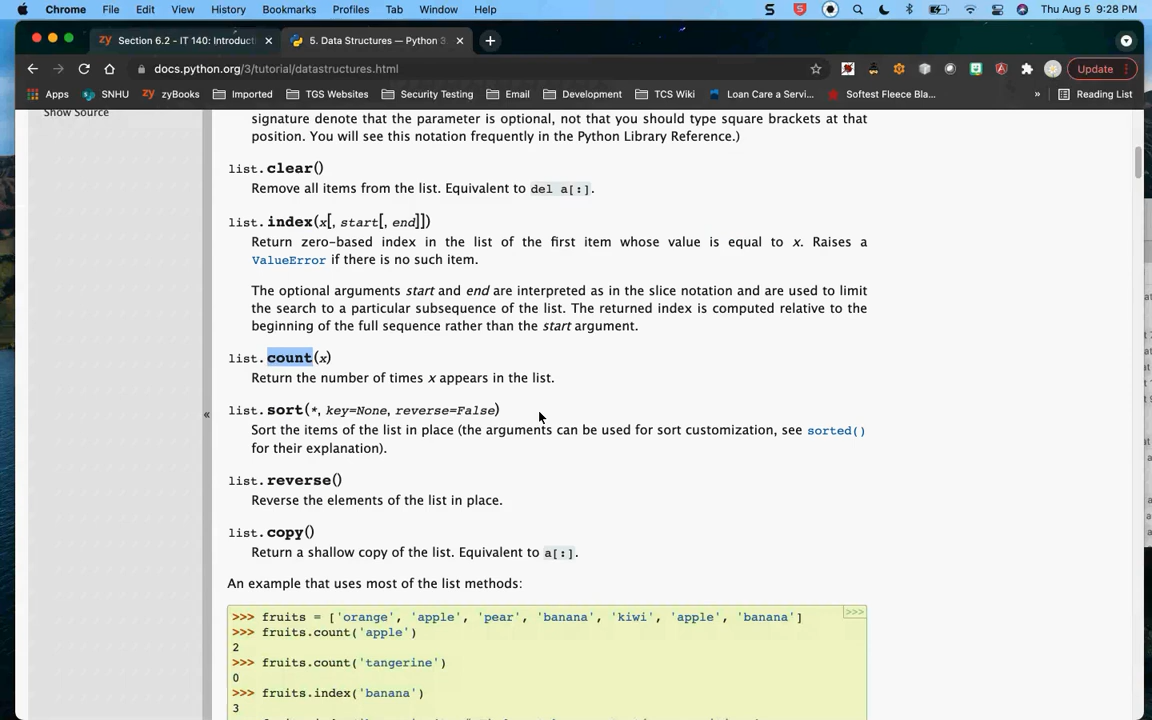 Chrome File Edit View History Bookmarks Profiles Tab Window Help Thu Aug 5 9:28 PM
zy Section 6.2 - IT 140: Introduct 5. Data Structures — Python 3.
docs.python.org/3/tutorial/datastructures.html Update
Apps SNHU zy zyBooks Imported TGS Websites Security Testing Email Development TCS Wiki Loan Care a Servi... Softest Fleece Bla... » Reading List
Show Source
signature denote that the parameter is optional, not that you should type square brackets at that
position. You will see this notation frequently in the Python Library Reference.)
list.clear()
Remove all items from the list. Equivalent to del a[:].
list.index(x[, start[, end]])
Return zero-based index in the list of the first item whose value is equal to x. Raises a
ValueError if there is no such item.
The optional arguments start and end are interpreted as in the slice notation and are used to limit
the search to a particular subsequence of the list. The returned index is computed relative to the
beginning of the full sequence rather than the start argument.
list.count(x)
Return the number of times x appears in the list.
«
list.sort(*, key=None, reverse=False)
Sort the items of the list in place (the arguments can be used for sort customization, see sorted()
for their explanation).
list.reverse()
Reverse the elements of the list in place.
list.copy()
Return a shallow copy of the list. Equivalent to a[:].
An example that uses most of the list methods:
>>>
>>> fruits = ['orange', 'apple', 'pear', 'banana', 'kiwi', 'apple', 'banana']
>>> fruits.count('apple')
2
>>> fruits.count('tangerine')
0
>>> fruits.index('banana')
3